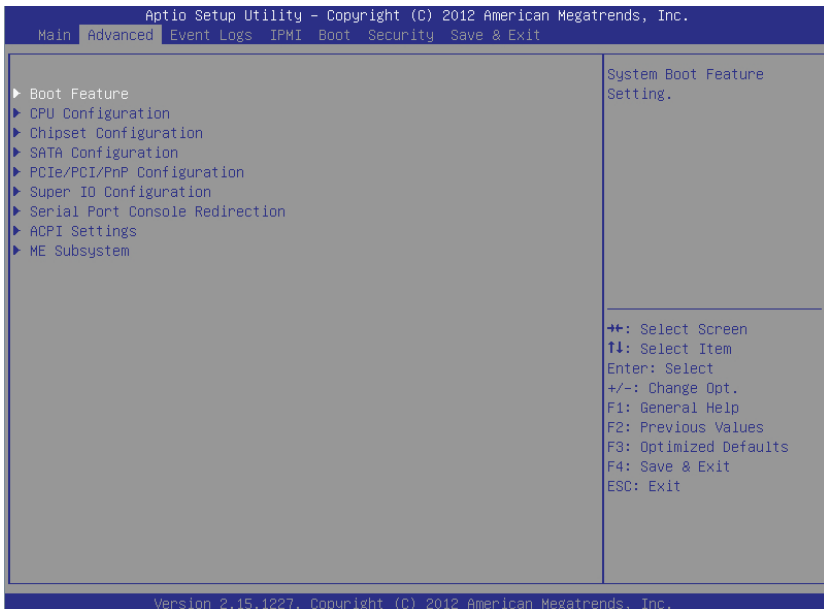 Aptio Setup Utility – Copyright (C) 2012 American Megatrends, Inc.
Main Advanced Event Logs IPMI Boot Security Save & Exit
Boot Feature
CPU Configuration
Chipset Configuration
SATA Configuration
PCIe/PCI/PnP Configuration
Super IO Configuration
Serial Port Console Redirection
ACPI Settings
ME Subsystem
System Boot Feature
Setting.
→←: Select Screen
↑↓: Select Item
Enter: Select
+/-: Change Opt.
F1: General Help
F2: Previous Values
F3: Optimized Defaults
F4: Save & Exit
ESC: Exit
Version 2.15.1227. Copyright (C) 2012 American Megatrends, Inc.